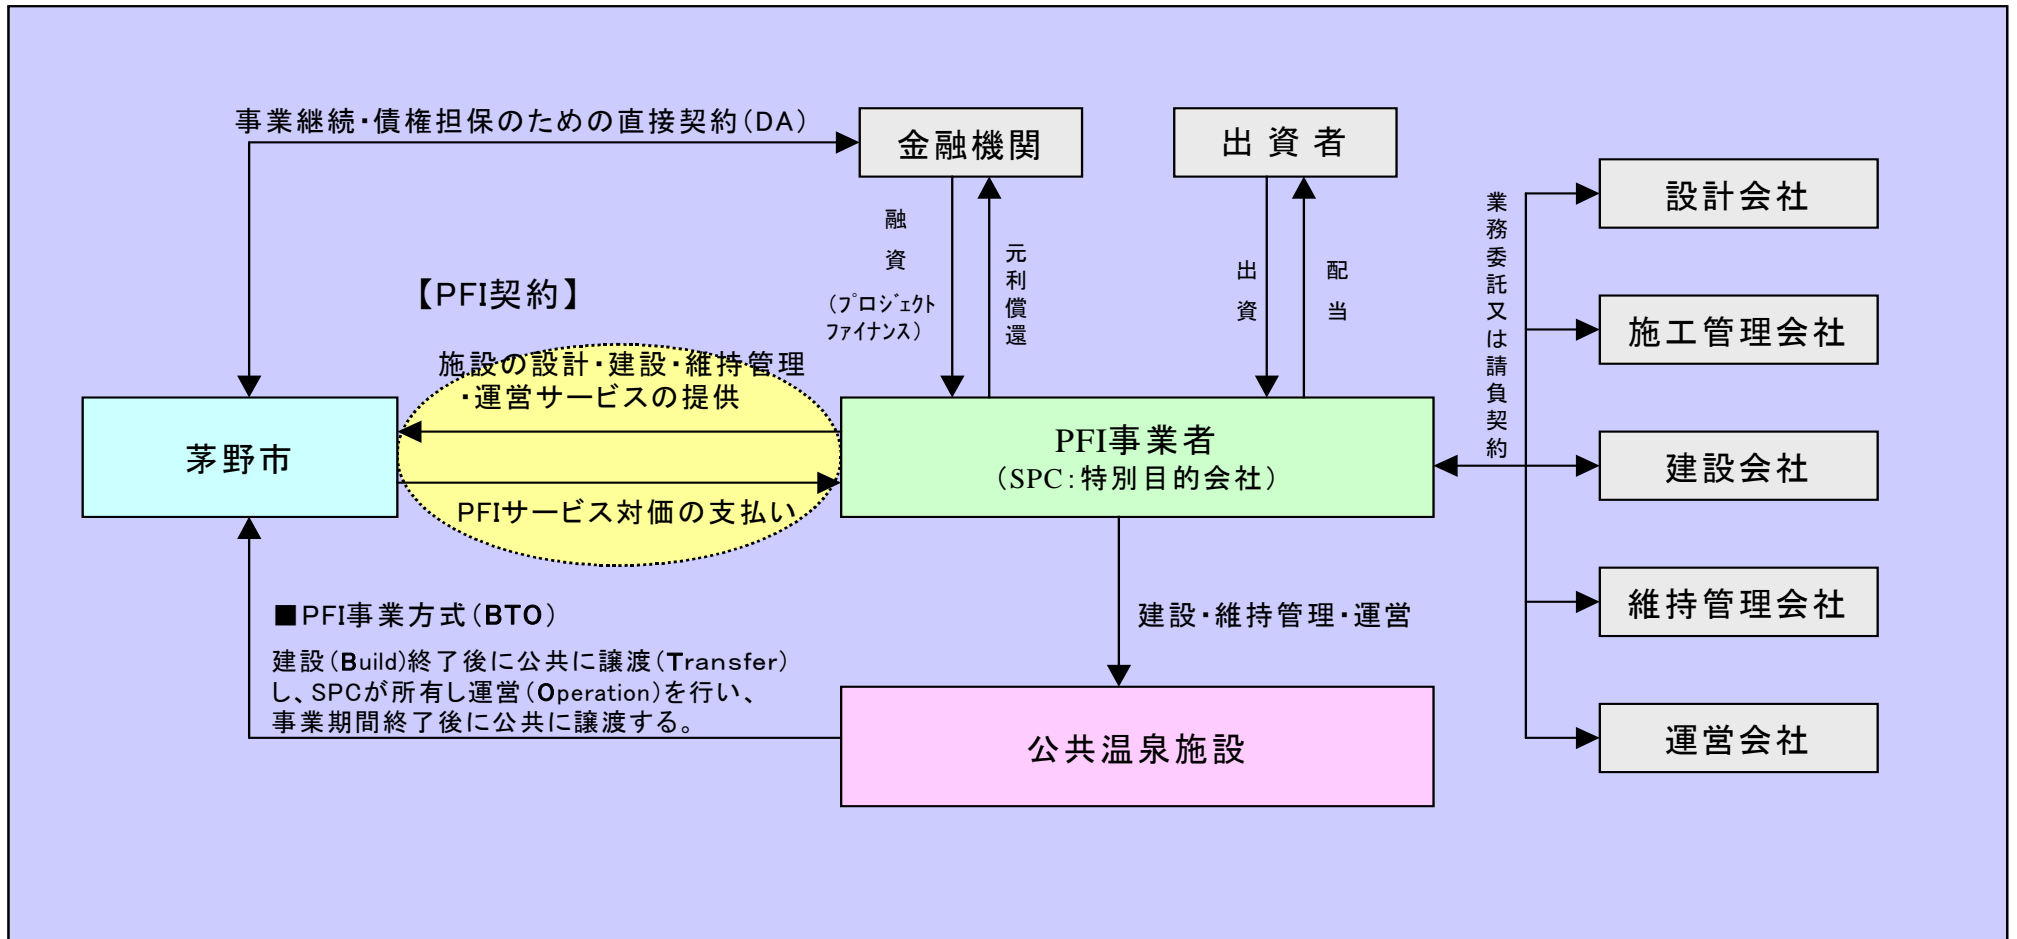 事業継続・債権担保のための直接契約(DA)
金融機関
出資者
融資
(プロジェクト
ファイナンス)
元利償還
出資
配当
業務委託又は請負契約
設計会社
施工管理会社
建設会社
維持管理会社
運営会社
【PFI契約】
施設の設計・建設・維持管理
・運営サービスの提供
茅野市
PFIサービス対価の支払い
PFI事業者
(SPC:特別目的会社)
■PFI事業方式(BTO)
建設(Build)終了後に公共に譲渡(Transfer)
し、SPCが所有し運営(Operation)を行い、
事業期間終了後に公共に譲渡する。
建設・維持管理・運営
公共温泉施設